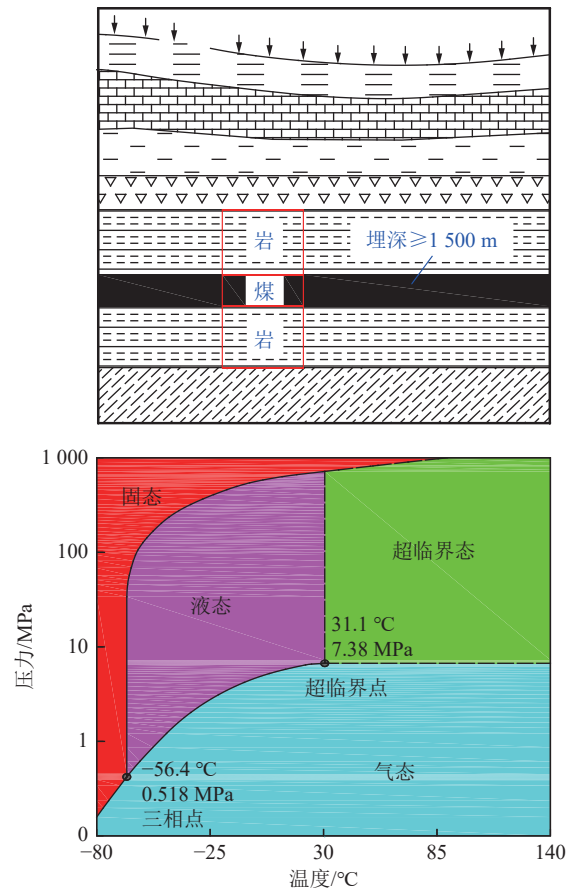 岩
埋深≥1 500 m
煤
岩
1 000
固态
100
超临界态
液态
31.1 ℃
7.38 MPa
10
超临界点
压力/MPa
1
−56.4 ℃
气态
0.518 MPa
三相点
0
−80
−25
30
85
140
温度/℃